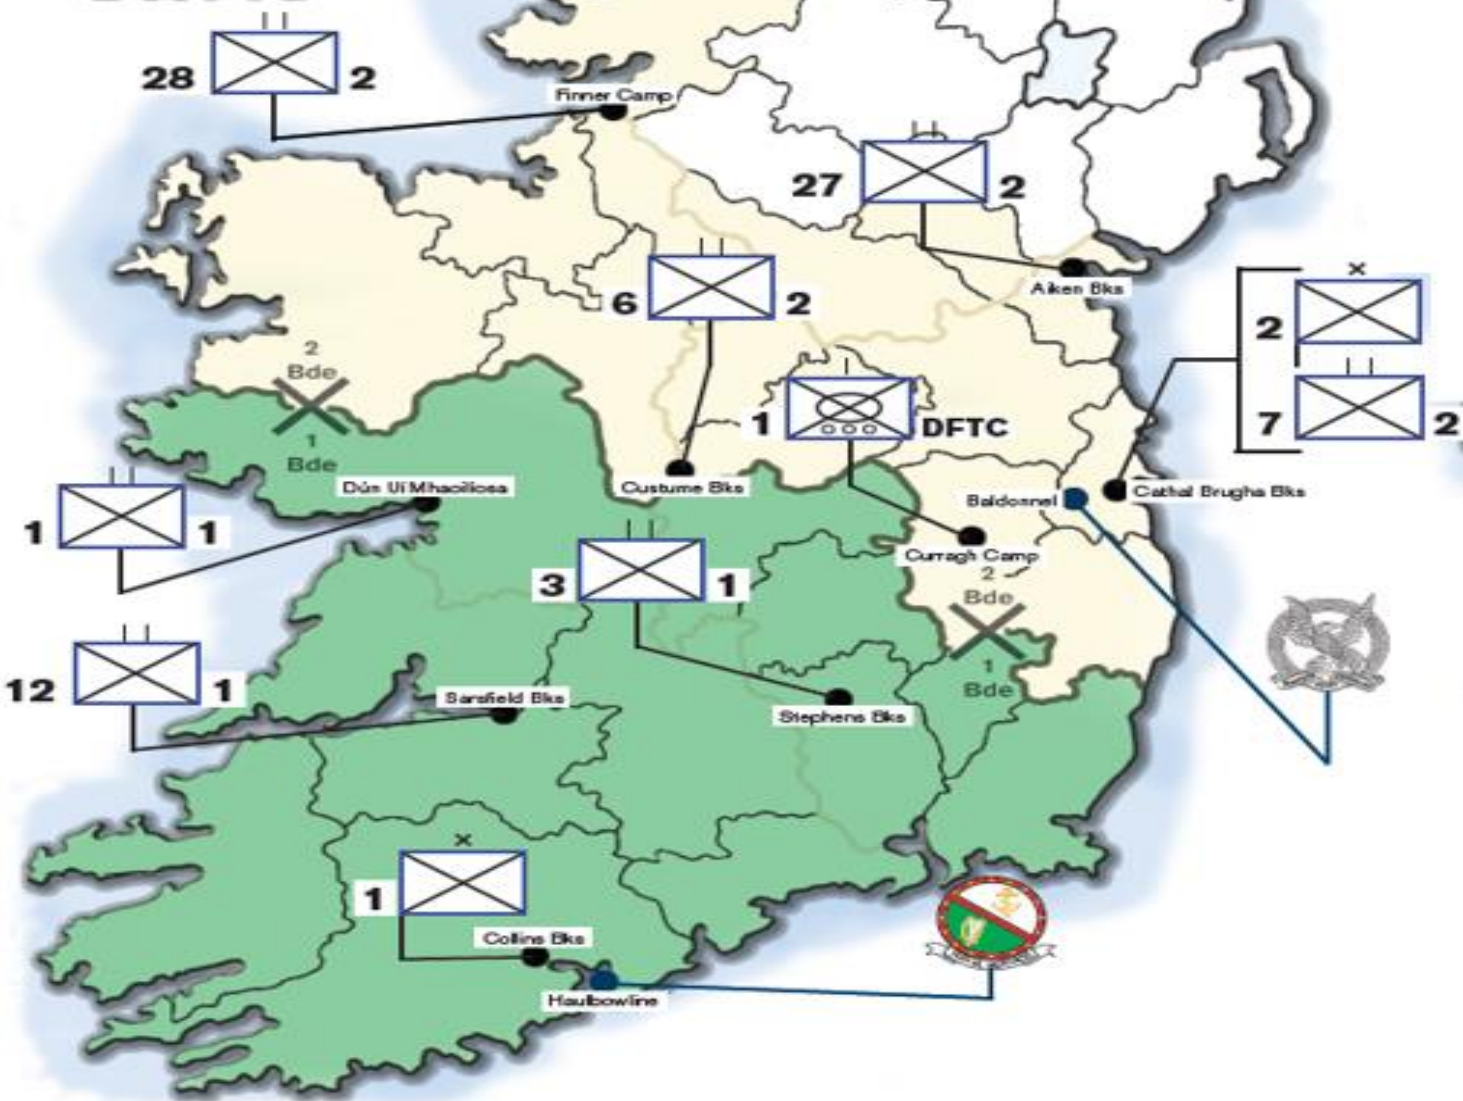 28 2
Finner Camp
27 2
Aiken Bks
6 2
2
7 2
2
Bde
1
Bde
1 DFTC
Dún Uí Mhaoilíosa
Custume Bks
Baldonnel
Cathal Brugha Bks
1 1
Curragh Camp
3 1
2
Bde
1
Bde
12 1
Sarsfield Bks
Stephens Bks
1
Collins Bks
Haulbowline